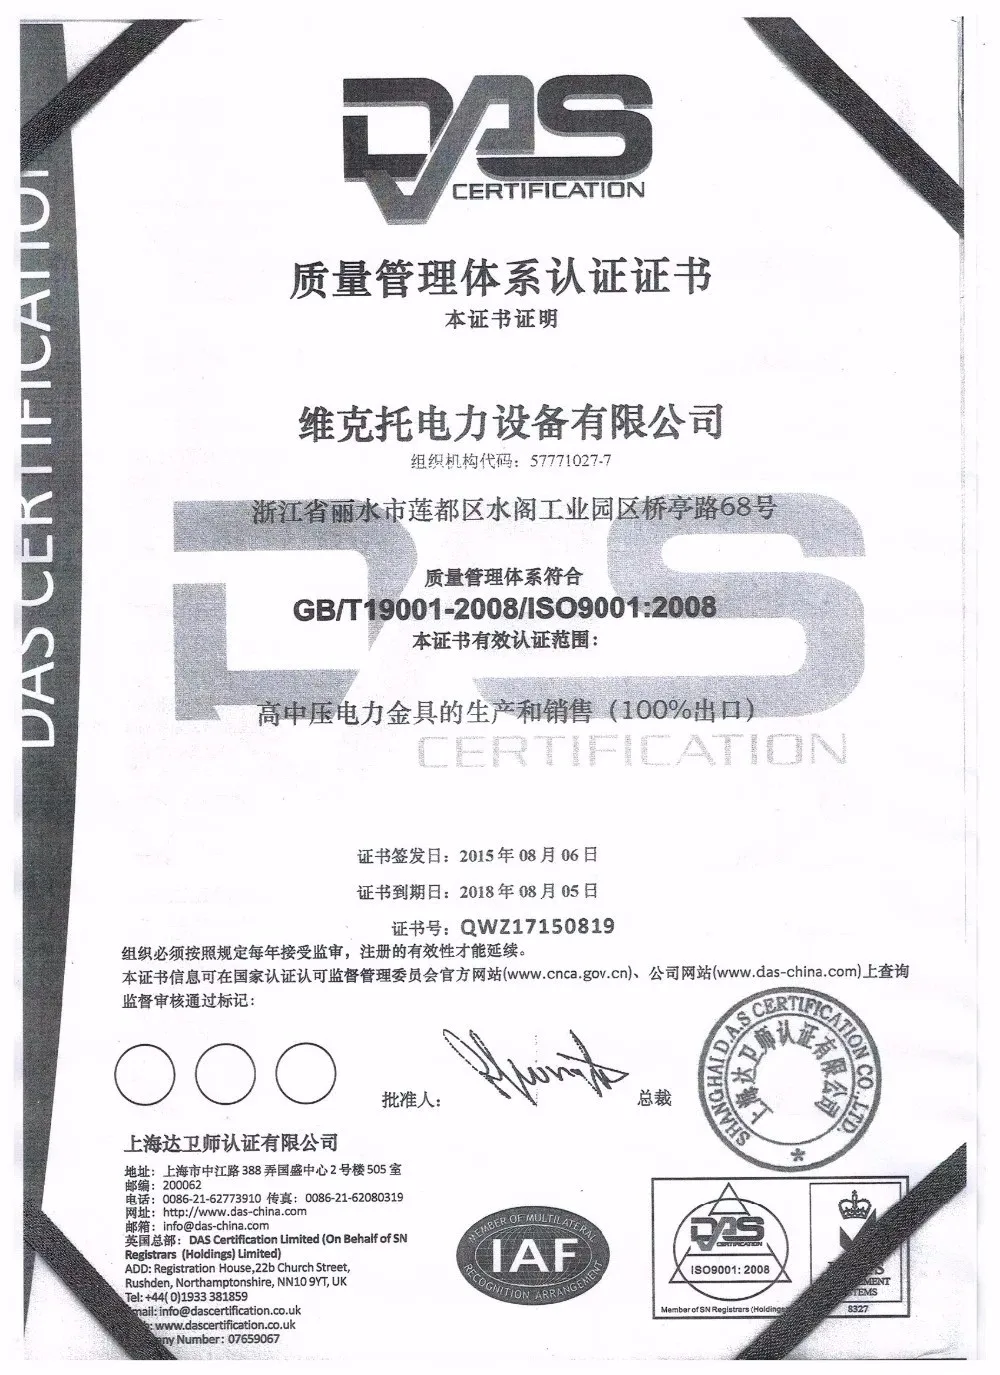 DAS CERTIFICATION
DAS
CERTIFICATION
质量管理体系认证证书
本证书证明
维克托电力设备有限公司
组织机构代码：57771027-7
浙江省丽水市莲都区水阁工业园区桥亭路68号
质量管理体系符合
GB/T19001-2008/ISO9001:2008
本证书有效认证范围：
高中压电力金具的生产和销售（100%出口）
DAS
CERTIFICATION
证书签发日：2015年08月06日
证书到期日：2018年08月05日
证书号：QWZ17150819
组织必须按照规定每年接受监审，注册的有效性才能延续。
本证书信息可在国家认证认可监督管理委员会官方网站(www.cnca.gov.cn)、公司网站(www.das-china.com)上查询
监督审核通过标记：
批准人：
总裁
SHANGHAI D.A.S CERTIFICATION CO.,LTD.
上海达卫师认证有限公司
上海达卫师认证有限公司
地址：上海市中江路388弄国盛中心2号楼505室
邮编：200062
电话：0086-21-62773910 传真：0086-21-62080319
网址：http://www.das-china.com
邮箱：info@das-china.com
英国总部：DAS Certification Limited (On Behalf of SN
Registrars (Holdings) Limited)
ADD: Registration House,22b Church Street,
Rushden, Northamptonshire, NN10 9YT, UK
Tel: +44( 0)1933 381859
mail: info@dascertification.co.uk
: www.dascertification.co.uk
ny Number: 07659067
MEMBER OF MULTILATERAL
IAF
RECOGNITION ARRANGEMENT
DAS
CERTIFICATION
ISO9001: 2008
Member of SN Registrars (Holdings
S
MENT
TEMS
8327